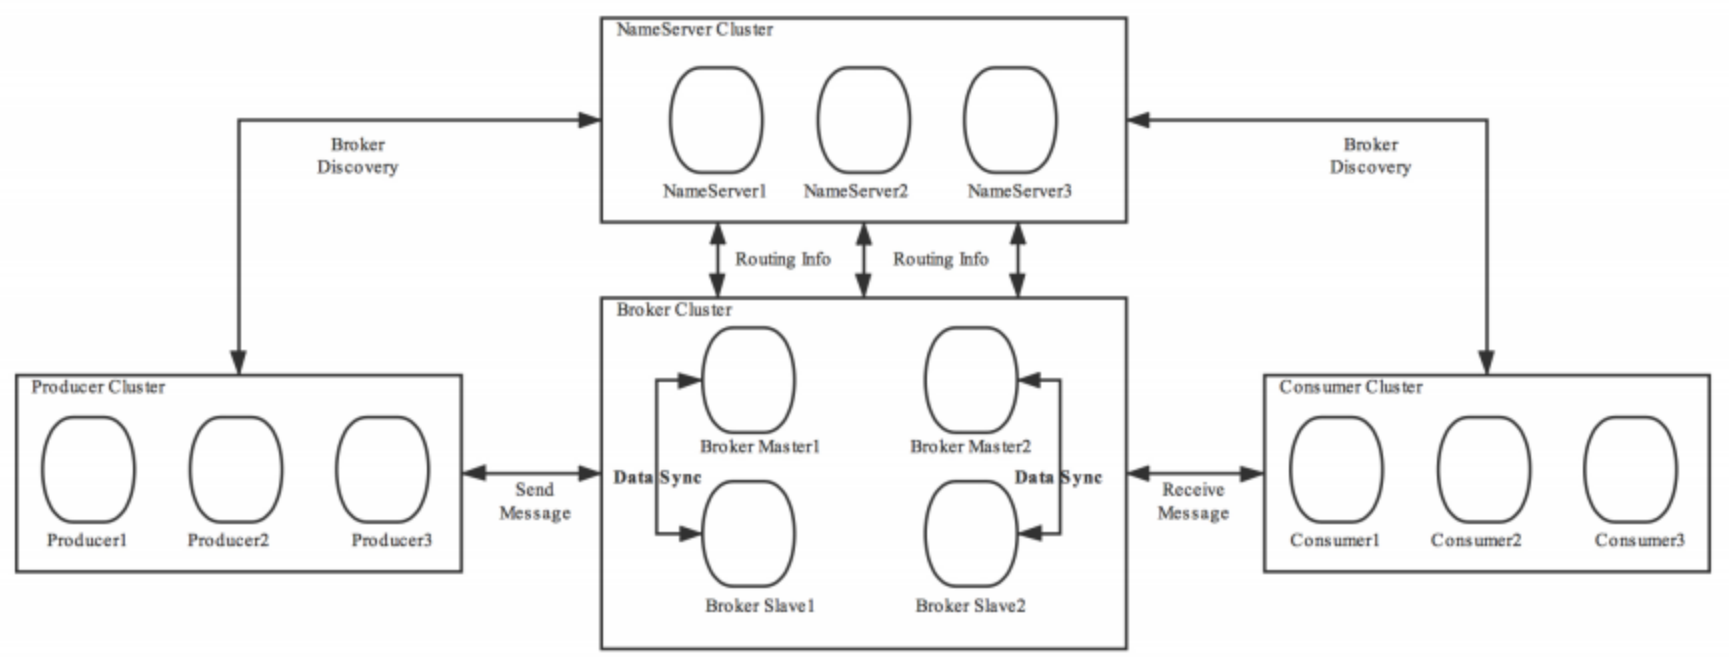 NameServer Cluster
NameServer1
NameServer2
NameServer3
Broker
Discovery
Broker
Discovery
Routing Info
Routing Info
Broker Cluster
Broker Master1
Broker Master2
Data Sync
Data Sync
Broker Slave1
Broker Slave2
Producer Cluster
Producer1
Producer2
Producer3
Send
Message
Receive
Message
Consumer Cluster
Consumer1
Consumer2
Consumer3